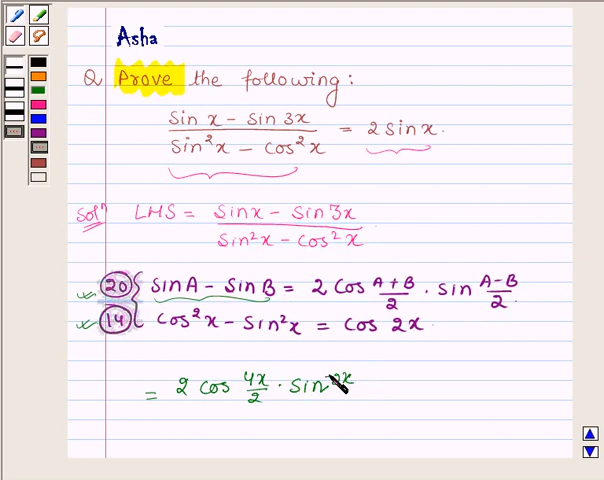 Asha
Q Prove the following:
sin x - sin 3x / sin²x - cos²x = 2 sin x.
Solⁿ LHS = sin x - sin 3x / sin²x - cos²x
20 sin A - sin B = 2 cos A+B/2 . sin A-B/2
14 cos²x - sin²x = cos 2x.
= 2 cos 4x/2 . sin